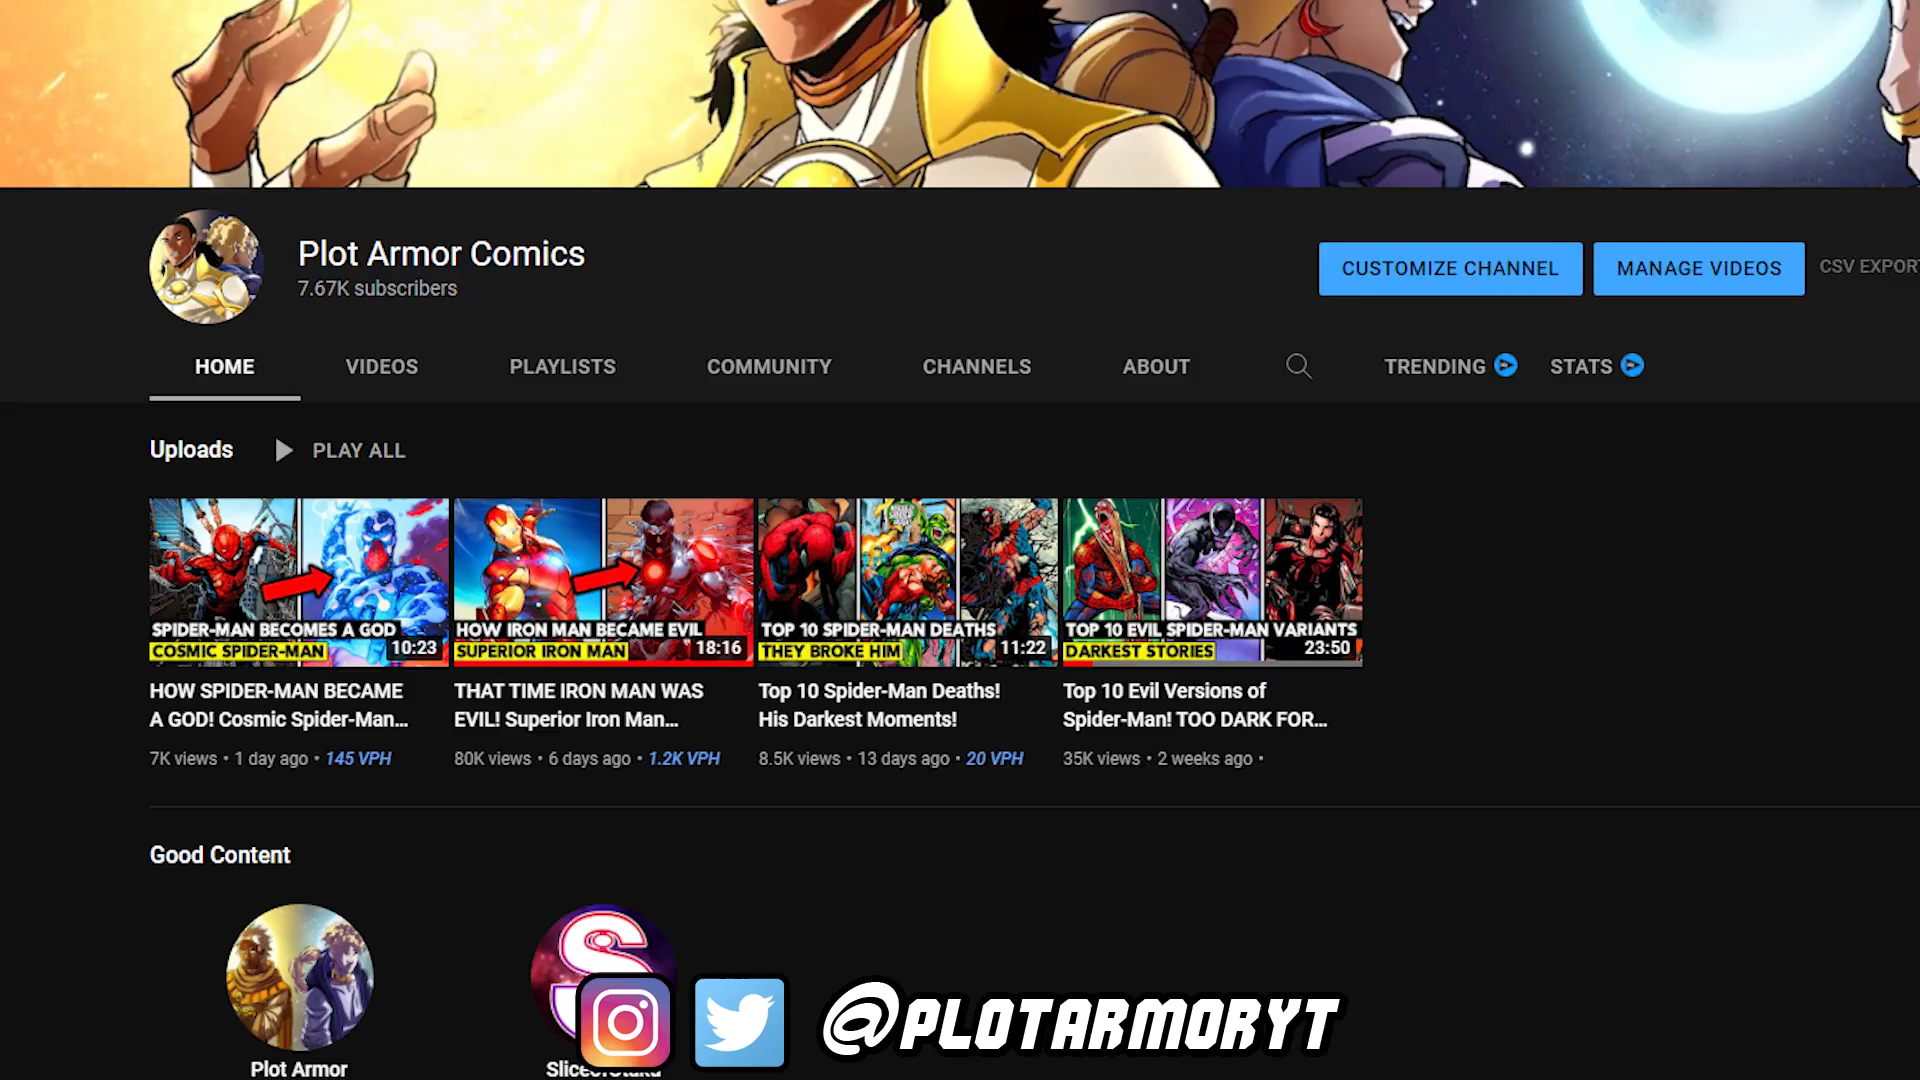 Plot Armor Comics
7.67K subscribers
CUSTOMIZE CHANNEL
MANAGE VIDEOS
CSV EXPORT
HOME
VIDEOS
PLAYLISTS
COMMUNITY
CHANNELS
ABOUT
TRENDING
STATS
Uploads
PLAY ALL
SPIDER-MAN BECOMES A GOD
COSMIC SPIDER-MAN
10:23
HOW IRON MAN BECAME EVIL
SUPERIOR IRON MAN
18:16
TOP 10 SPIDER-MAN DEATHS
THEY BROKE HIM
11:22
TOP 10 EVIL SPIDER-MAN VARIANTS
DARKEST STORIES
23:50
HOW SPIDER-MAN BECAME
A GOD! Cosmic Spider-Man...
7K views • 1 day ago • 145 VPH
THAT TIME IRON MAN WAS
EVIL! Superior Iron Man...
80K views • 6 days ago • 1.2K VPH
Top 10 Spider-Man Deaths!
His Darkest Moments!
8.5K views • 13 days ago • 20 VPH
Top 10 Evil Versions of
Spider-Man! TOO DARK FOR...
35K views • 2 weeks ago •
Good Content
S
Plot Armor
@PLOTARMORYT